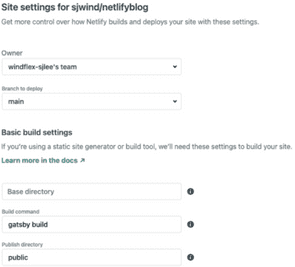 Site settings for sjwind/netlifyblog
Get more control over how Netlify builds and deploys your site with these settings.
Owner
windflex-sjlee's team
Branch to deploy
main
Basic build settings
If you're using a static site generator or build tool, we'll need these settings to build your site.
Learn more in the docs ↗
Base directory
Build command
gatsby build
Publish directory
public